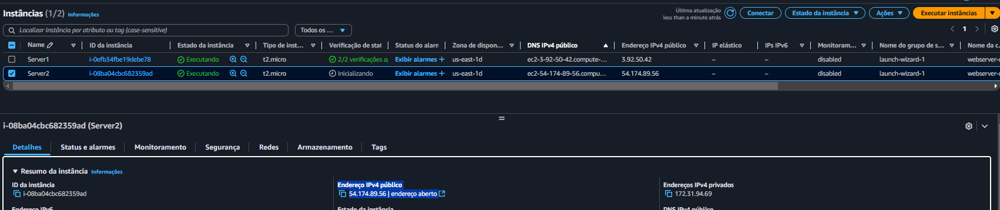 Instâncias (1/2) Informações
Última atualização
less than a minute atrás
Conectar
Estado da instância
Ações
Executar instâncias
Localizar Instância por atributo ou tag (case-sensitive)
Todos os ...
1
Name ID da instância Estado da instância Tipo de inst... Verificação de stat Status do alarm Zona de dispon... DNS IPv4 público Endereço IPv4 público IP elástico IPs IPv6 Monitoram... Nome do grupo de s... Nome da c
Server1 i-0efb34fbe19debe78 Executando t2.micro 2/2 verificações a Exibir alarmes + us-east-1d ec2-3-92-50-42.compute-... 3.92.50.42 – – disabled launch-wizard-1 webserver-
Server2 i-08ba04cbc682359ad Executando t2.micro Inicializando Exibir alarmes + us-east-1d ec2-54-174-89-56.compu... 54.174.89.56 – – disabled launch-wizard-1 webserver-
i-08ba04cbc682359ad (Server2)
Detalhes Status e alarmes Monitoramento Segurança Redes Armazenamento Tags
Resumo da instância Informações
ID da instância Endereço IPv4 público Endereços IPv4 privados
i-08ba04cbc682359ad 54.174.89.56 | endereço aberto 172.31.94.69
Endereço IPv6 Estado da instância DNS IPv4 público